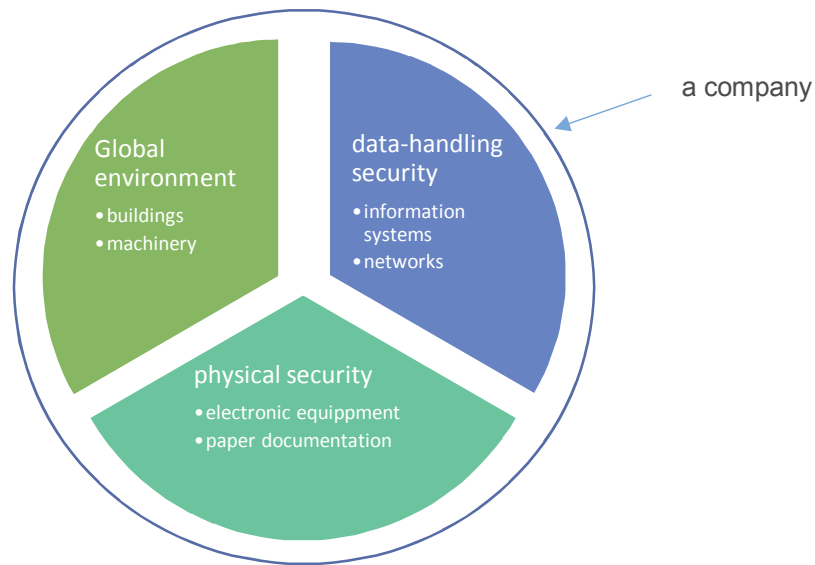 a company
Global
environment
•buildings
•machinery
data-handling
security
•information
systems
•networks
physical security
•electronic equippment
•paper documentation